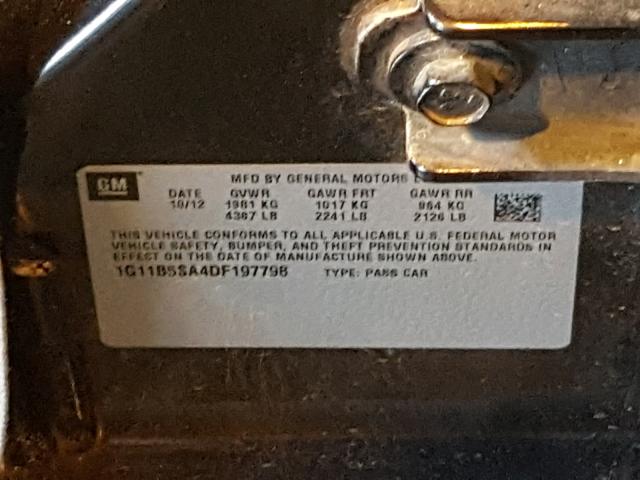 GM
MFD BY GENERAL MOTORS
DATE GVWR GAWR FRT GAWR RR
10/12 1981 KG 1017 KG 964 KG
4367 LB 2241 LB 2126 LB
THIS VEHICLE CONFORMS TO ALL APPLICABLE U.S. FEDERAL MOTOR
VEHICLE SAFETY, BUMPER, AND THEFT PREVENTION STANDARDS IN
EFFECT ON THE DATE OF MANUFACTURE SHOWN ABOVE.
1G11B5SA4DF197798 TYPE: PASS CAR